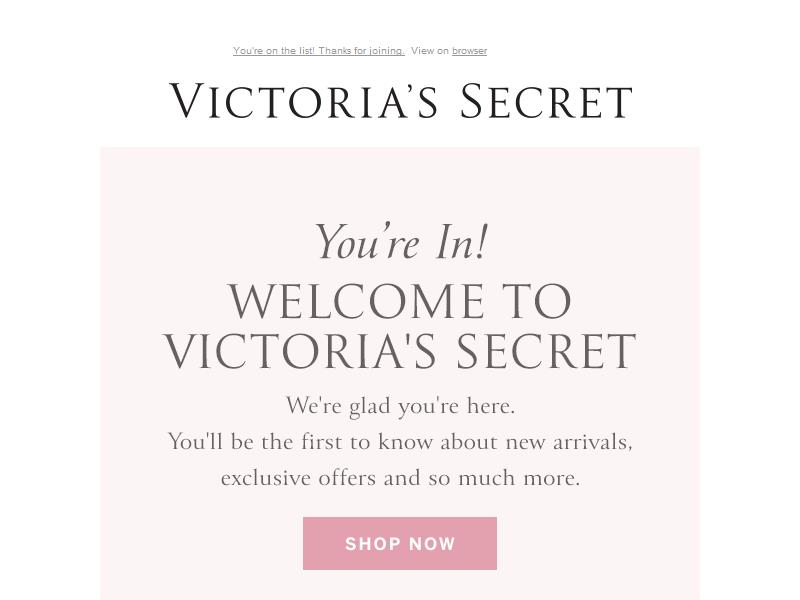 You're on the list! Thanks for joining. View on browser
VICTORIA’S SECRET
You’re In!
WELCOME TO
VICTORIA'S SECRET
We're glad you're here.
You'll be the first to know about new arrivals,
exclusive offers and so much more.
SHOP NOW